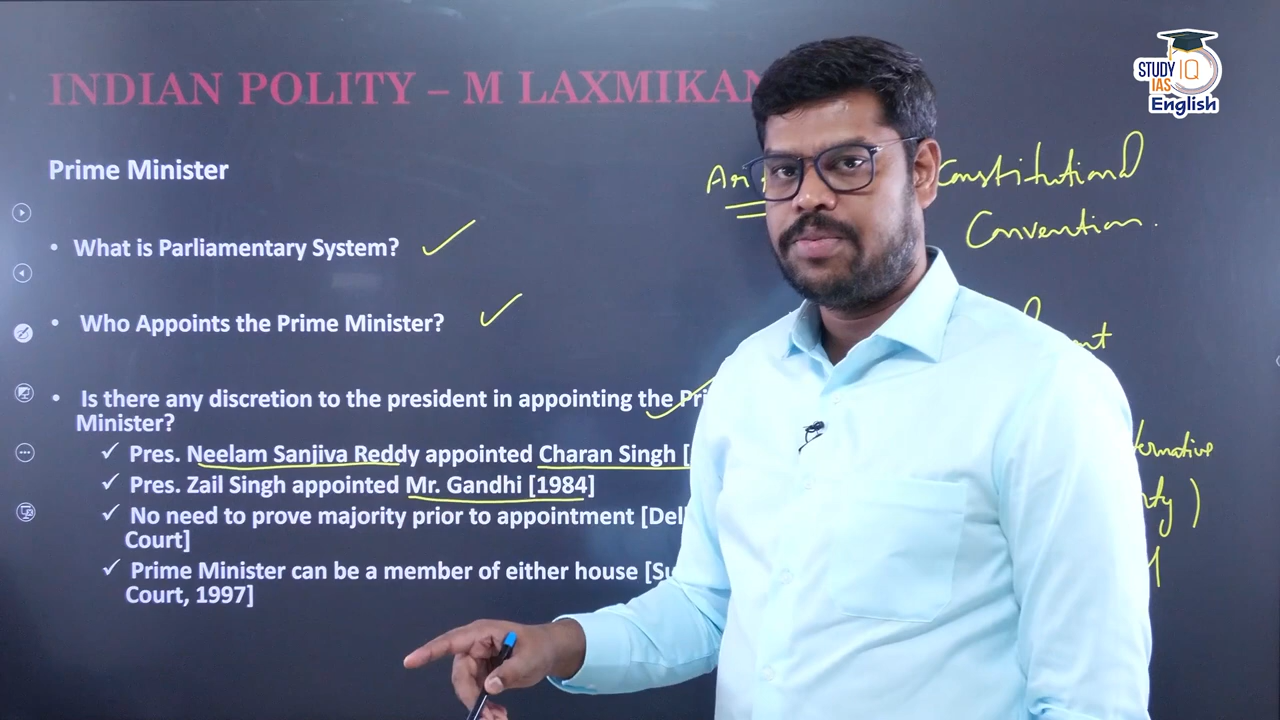 INDIAN POLITY – M LAXMIKAN
STUDY IQ
IAS
English
Prime Minister
Constitutional
Convention.
• What is Parliamentary System?
• Who Appoints the Prime Minister?
• Is there any discretion to the president in appointing the Pri
Minister?
✓ Pres. Neelam Sanjiva Reddy appointed Charan Singh [
✓ Pres. Zail Singh appointed Mr. Gandhi [1984]
✓ No need to prove majority prior to appointment [Del
Court]
✓ Prime Minister can be a member of either house [Su
Court, 1997]